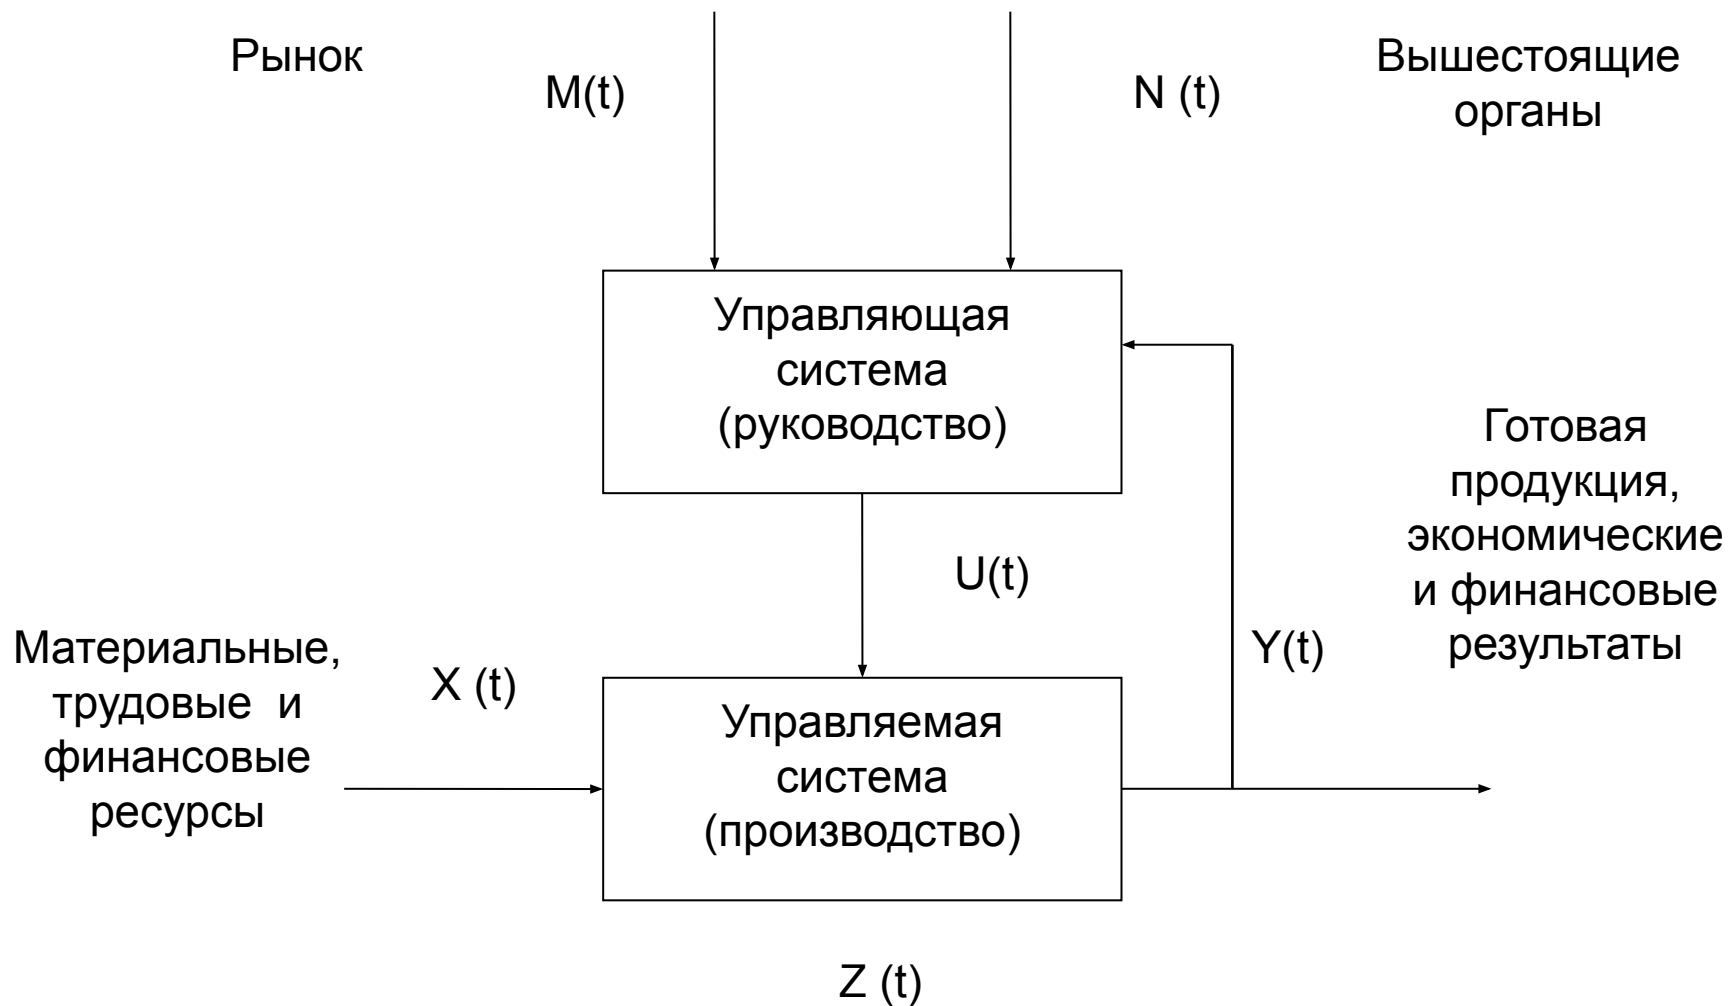 Рынок
M(t)
N (t)
Вышестоящие
органы
Управляющая
система
(руководство)
Готовая
продукция,
экономические
и финансовые
результаты
U(t)
Материальные,
трудовые и
финансовые
ресурсы
X (t)
Y(t)
Управляемая
система
(производство)
Z (t)